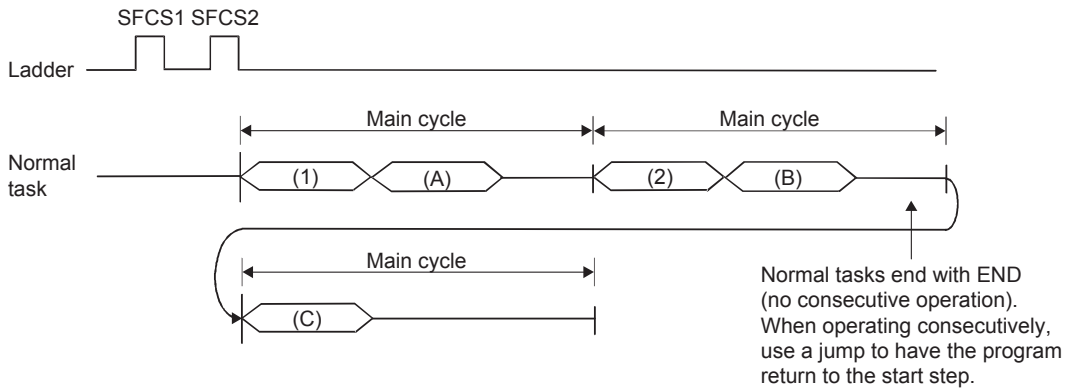 SFCS1 SFCS2
Ladder
Main cycle
Main cycle
Normal
task
(1)
(A)
(2)
(B)
Main cycle
(C)
Normal tasks end with END
(no consecutive operation).
When operating consecutively,
use a jump to have the program
return to the start step.